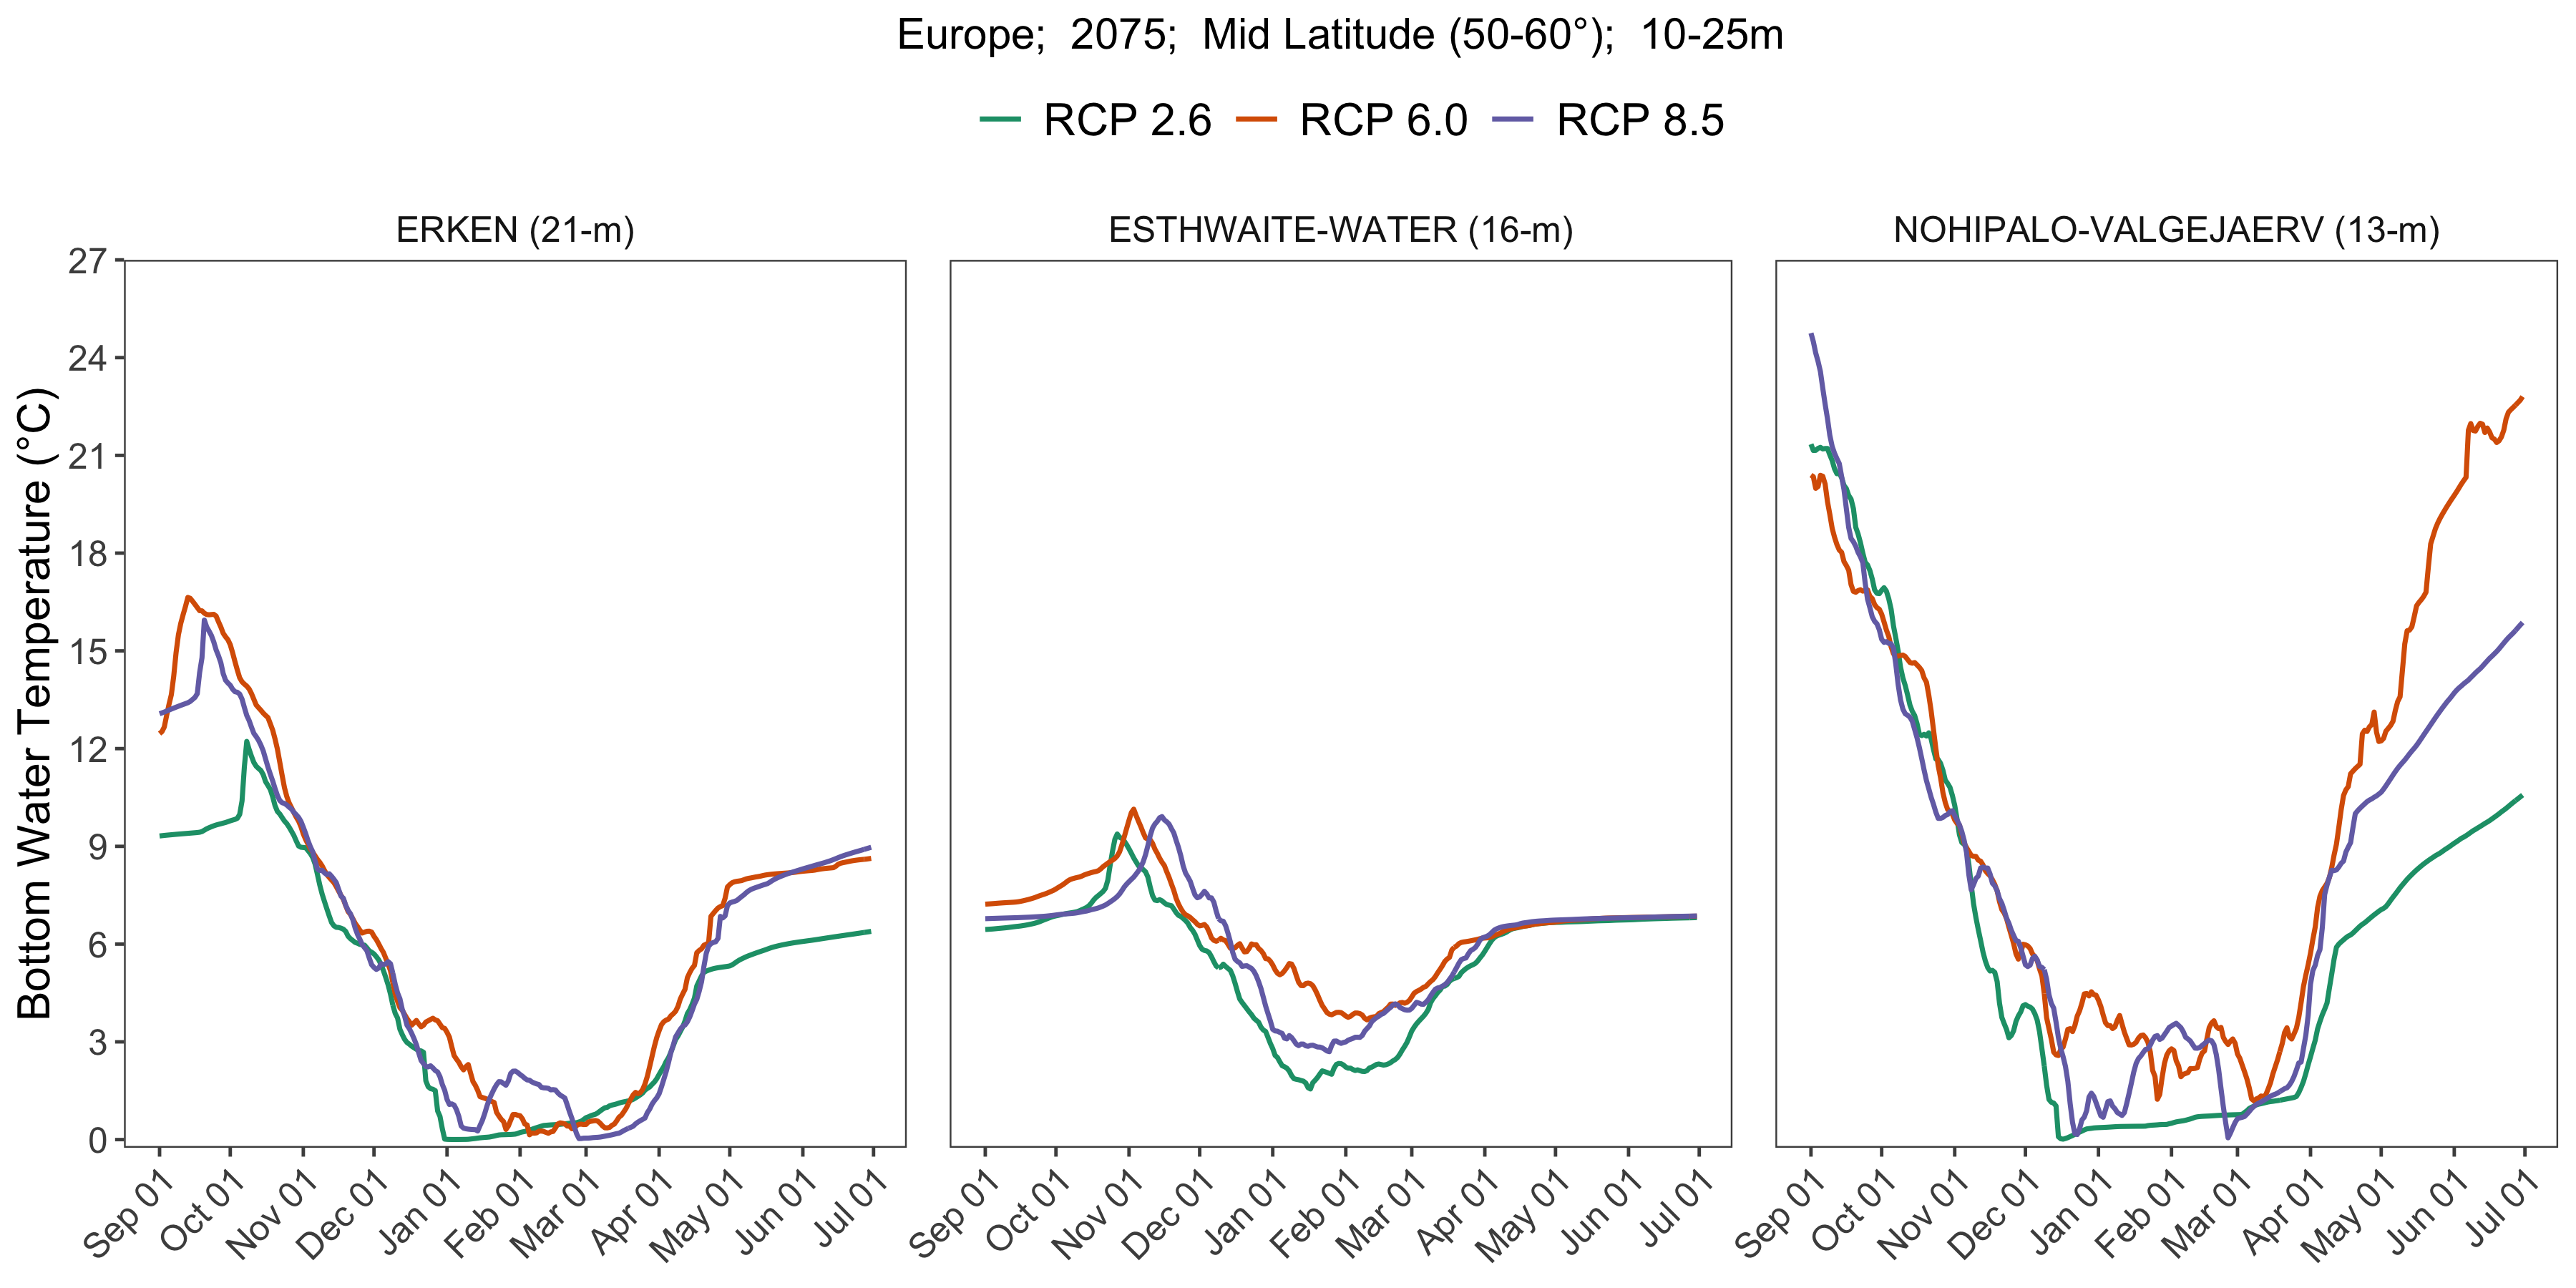 Europe;  2075;  Mid Latitude (50-60°);  10-25m
RCP 2.6 RCP 6.0 RCP 8.5
ERKEN (21-m) ESTHWAITE-WATER (16-m) NOHIPALO-VALGEJAERV (13-m)
Bottom Water Temperature (°C)
27
24
21
18
15
12
9
6
3
0
Sep 01 Oct 01 Nov 01 Dec 01 Jan 01 Feb 01 Mar 01 Apr 01 May 01 Jun 01 Jul 01
Sep 01 Oct 01 Nov 01 Dec 01 Jan 01 Feb 01 Mar 01 Apr 01 May 01 Jun 01 Jul 01
Sep 01 Oct 01 Nov 01 Dec 01 Jan 01 Feb 01 Mar 01 Apr 01 May 01 Jun 01 Jul 01